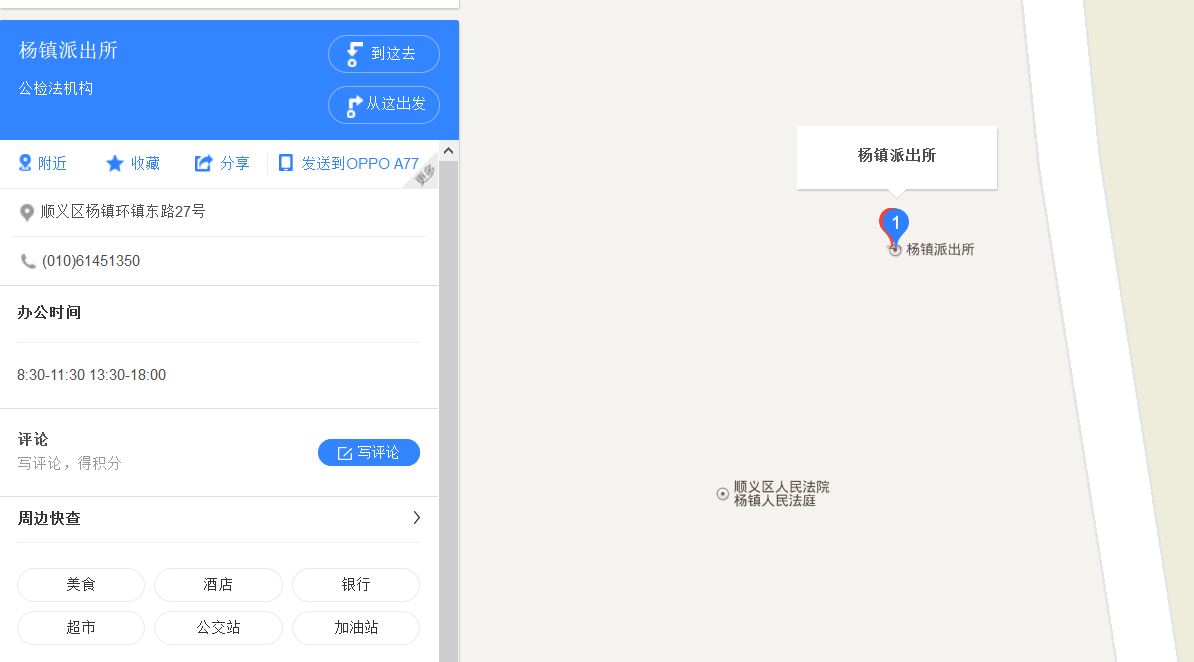 杨镇派出所
到这去
公检法机构
从这出发
附近
收藏
分享
发送到OPPO A77
顺义区杨镇环镇东路27号
(010)61451350
办公时间
8:30-11:30 13:30-18:00
评论
写评论，得积分
写评论
周边快查
美食
酒店
银行
超市
公交站
加油站
杨镇派出所
1
杨镇派出所
顺义区人民法院
杨镇人民法庭